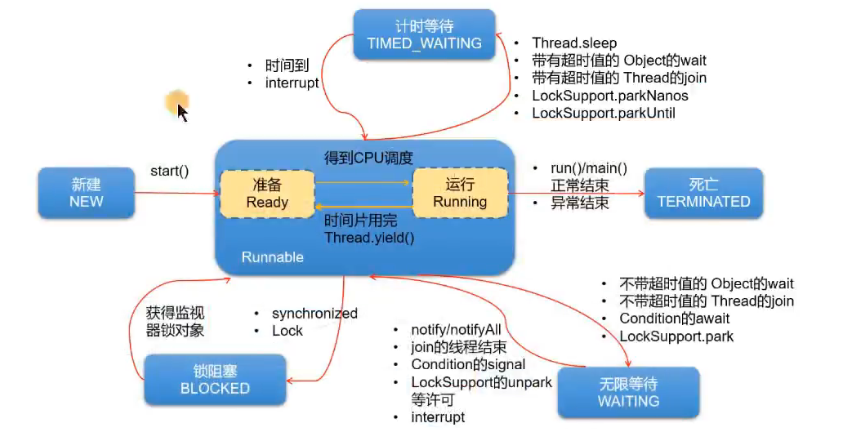 计时等待
TIMED_WAITING
时间到
interrupt
Thread.sleep
带有超时值的 Object的wait
带有超时值的 Thread的join
LockSupport.parkNanos
LockSupport.parkUntil
新建
NEW
start()
得到CPU调度
准备
Ready
运行
Running
时间片用完
Thread.yield()
Runnable
run()/main()
正常结束
异常结束
死亡
TERMINATED
获得监视
器锁对象
synchronized
Lock
锁阻塞
BLOCKED
notify/notifyAll
join的线程结束
Condition的signal
LockSupport的unpark
等许可
interrupt
不带超时值的 Object的wait
不带超时值的 Thread的join
Condition的await
LockSupport.park
无限等待
WAITING